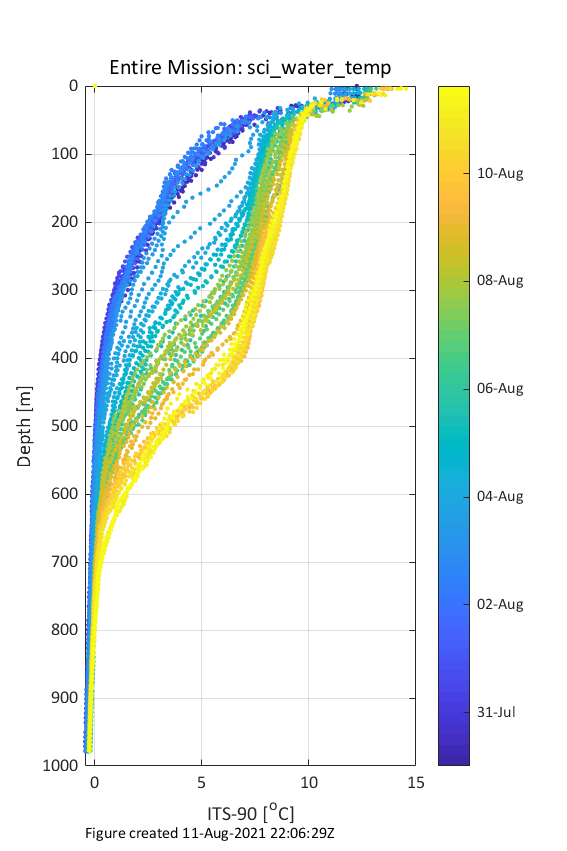 Entire Mission: sci_water_temp
0
100
200
300
400
500
600
700
800
900
1000
Depth [m]
0
5
10
15
ITS-90 [°C]
Figure created 11-Aug-2021 22:06:29Z
10-Aug
08-Aug
06-Aug
04-Aug
02-Aug
31-Jul